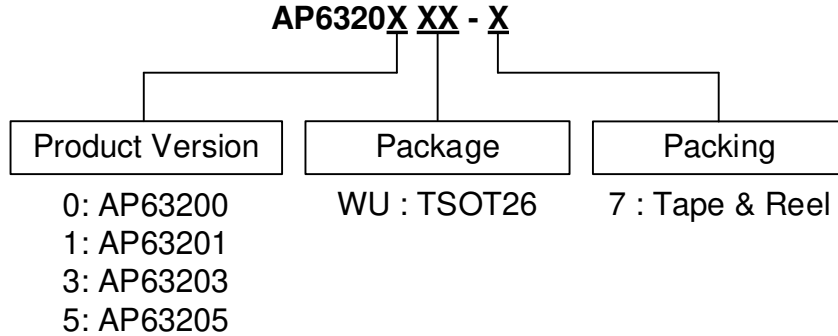 AP6320X XX - X
Product Version
Package
Packing
0: AP63200
1: AP63201
3: AP63203
5: AP63205
WU : TSOT26
7 : Tape & Reel